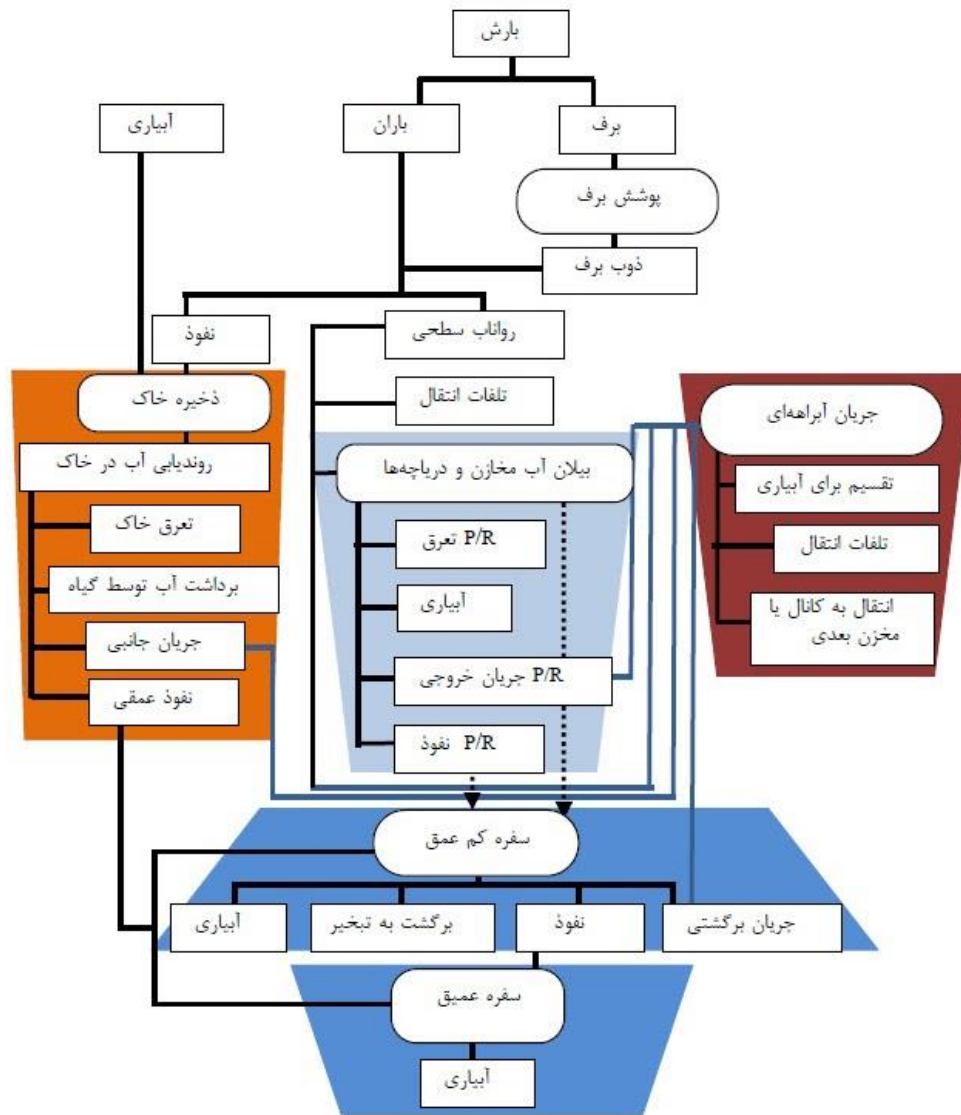 بارش
آبیاری
باران
برف
پوشش برف
ذوب برف
نفوذ
رواناب سطحی
ذخیره خاک
تلفات انتقال
جریان آبراهه‌ای
روندیابی آب در خاک
بیلان آب مخازن و دریاچه‌ها
تقسیم برای آبیاری
تعرق خاک
P/R تعرق
تلفات انتقال
برداشت آب توسط گیاه
آبیاری
انتقال به کانال یا
مخزن بعدی
جریان جانبی
P/R جریان خروجی
نفوذ عمقی
P/R نفوذ
سفره کم عمق
جریان برگشتی
نفوذ
برگشت به تبخیر
آبیاری
سفره عمیق
آبیاری